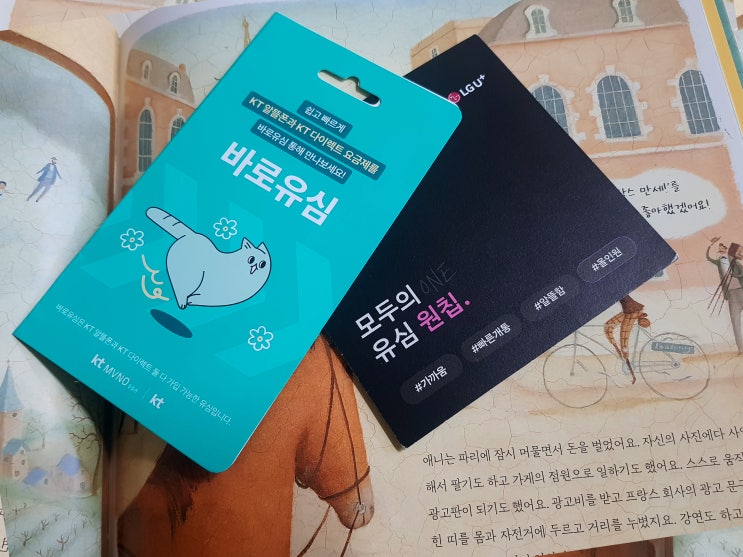 쉽고 빠르게
KT 알뜰폰과 KT 다이렉트 요금제를
바로유심 통해 만나보세요!
바로유심
바로유심은 KT 알뜰폰과 KT 다이렉트 둘 다 가입 가능한 유심입니다.
kt MVNO
kt
LG U+
모두의 ONE
유심 원칩.
#가까움
#빠른개통
#알뜰함
#올인원
만세!'를
좋아했겠어요!
애니는 파리에 잠시 머물면서 돈을 벌었어요. 자신의 사진에다 사
해서 팔기도 하고 가게의 점원으로 일하기도 했어요. 스스로 움직
광고판이 되기도 했어요. 광고비를 받고 프랑스 회사의 광고 문
힌 띠를 몸과 자전거에 두르고 거리를 누볐지요. 강연도 하고